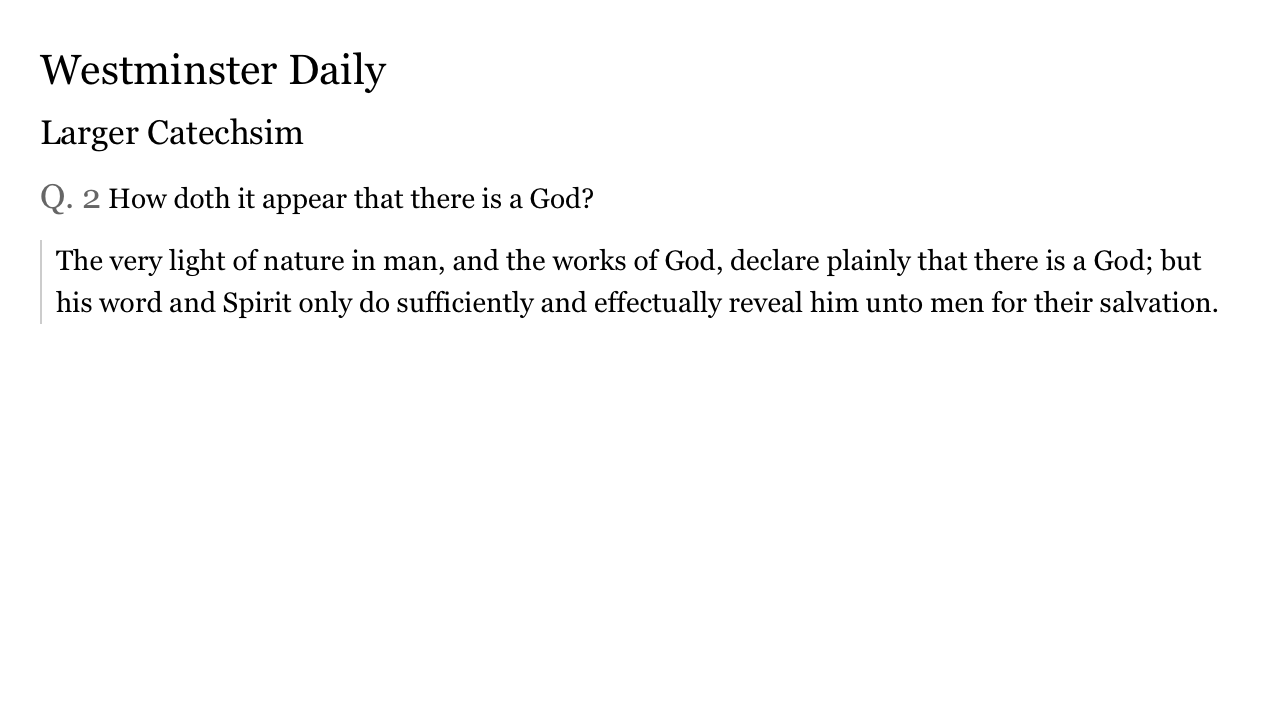 Westminster Daily
Larger Catechsim
Q. 2 How doth it appear that there is a God?
The very light of nature in man, and the works of God, declare plainly that there is a God; but
his word and Spirit only do sufficiently and effectually reveal him unto men for their salvation.